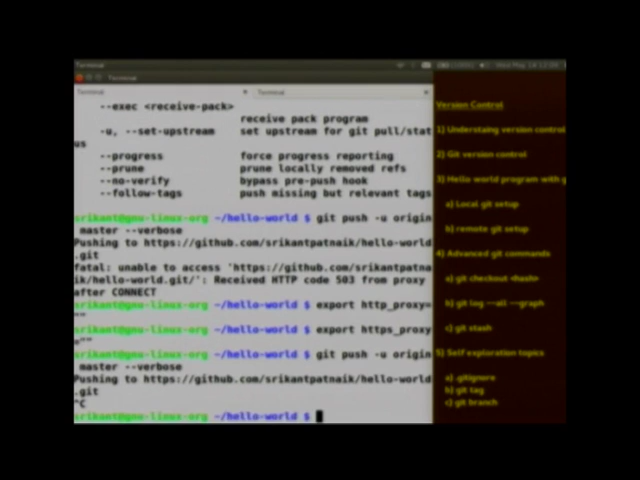 Terminal
Terminal
Terminal
Terminal
--exec <receive-pack>
receive pack program
-u, --set-upstream set upstream for git pull/stat
us
--progress force progress reporting
--prune prune locally removed refs
--no-verify bypass pre-push hook
--follow-tags push missing but relevant tags
srikant@gnu-linux-org ~/hello-world $ git push -u origin
master --verbose
Pushing to https://github.com/srikantpatnaik/hello-world
.git
fatal: unable to access 'https://github.com/srikantpatna
ik/hello-world.git/': Received HTTP code 503 from proxy
after CONNECT
srikant@gnu-linux-org ~/hello-world $ export http_proxy=
""
srikant@gnu-linux-org ~/hello-world $ export https_proxy
=""
srikant@gnu-linux-org ~/hello-world $ git push -u origin
master --verbose
Pushing to https://github.com/srikantpatnaik/hello-world
.git
^C
srikant@gnu-linux-org ~/hello-world $
Version Control
1) Understaing version control
2) Git version control
3) Hello world program with g
a) Local git setup
b) remote git setup
4) Advanced git commands
a) git checkout <hash>
b) git log --all --graph
c) git stash
5) Self exploration topics
a) .gitignore
b) git tag
c) git branch